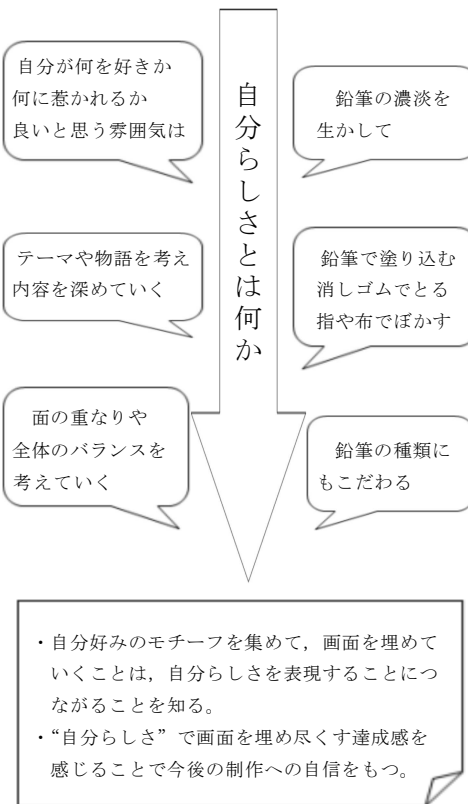 自分が何を好きか
何に惹かれるか
良いと思う雰囲気は
鉛筆の濃淡を
生かして
自分らしさとは何か
テーマや物語を考え
内容を深めていく
鉛筆で塗り込む
消しゴムでとる
指や布でぼかす
面の重なりや
全体のバランスを
考えていく
鉛筆の種類に
もこだわる
・自分好みのモチーフを集めて，画面を埋めて
いくことは，自分らしさを表現することにつ
ながることを知る。
・“自分らしさ”で画面を埋め尽くす達成感を
感じることで今後の制作への自信をもつ。